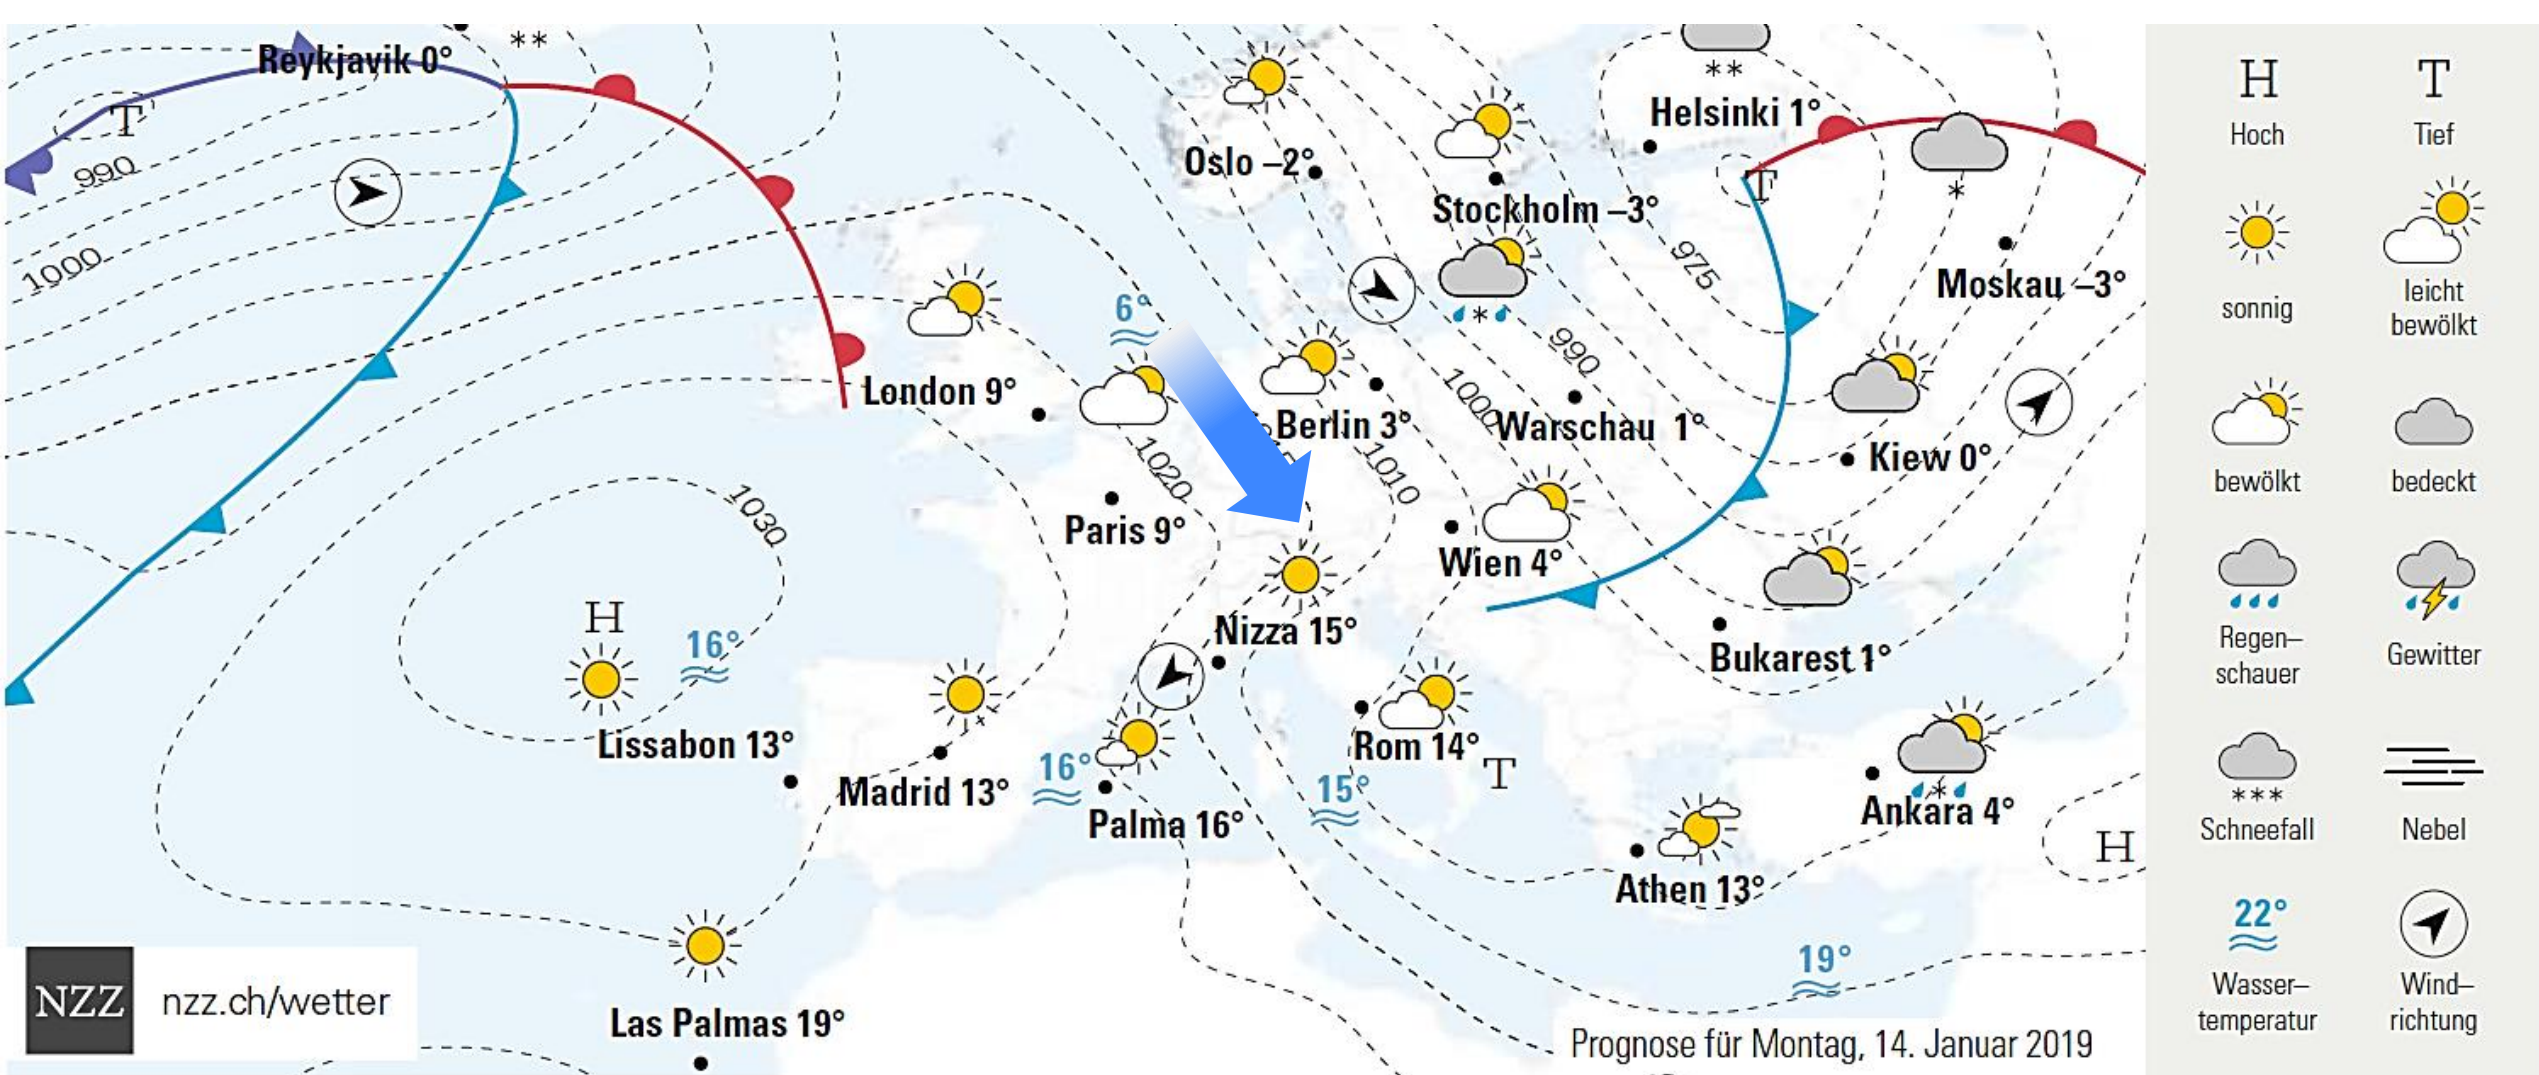 Reykjavik 0°
**
T
990
1000
Oslo –2°
Stockholm –3°
**
Helsinki 1°
T
*
975
Moskau –3°
*
6°
London 9°
Berlin 3°
990
1000
Warschau 1°
Kiew 0°
1020
1010
1030
Paris 9°
Wien 4°
H
16°
Nizza 15°
Bukarest 1°
Lissabon 13°
Madrid 13°
16°
Palma 16°
Rom 14°
T
15°
Ankara 4°
*
Athen 13°
H
19°
Las Palmas 19°
NZZ nzz.ch/wetter
Prognose für Montag, 14. Januar 2019
H T
Hoch Tief
sonnig
leicht
bewölkt
bewölkt bedeckt
Regen–
schauer
Gewitter
***
Schneefall Nebel
22°
Wasser–
temperatur
Wind–
richtung